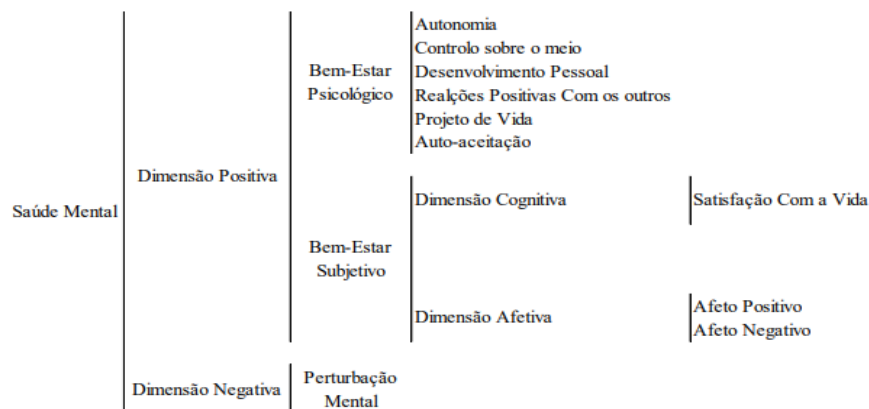 Saúde Mental
Dimensão Positiva
Bem-Estar
Psicológico
Autonomia
Controlo sobre o meio
Desenvolvimento Pessoal
Realções Positivas Com os outros
Projeto de Vida
Auto-aceitação
Bem-Estar
Subjetivo
Dimensão Cognitiva
Satisfação Com a Vida
Dimensão Afetiva
Afeto Positivo
Afeto Negativo
Dimensão Negativa
Perturbação
Mental